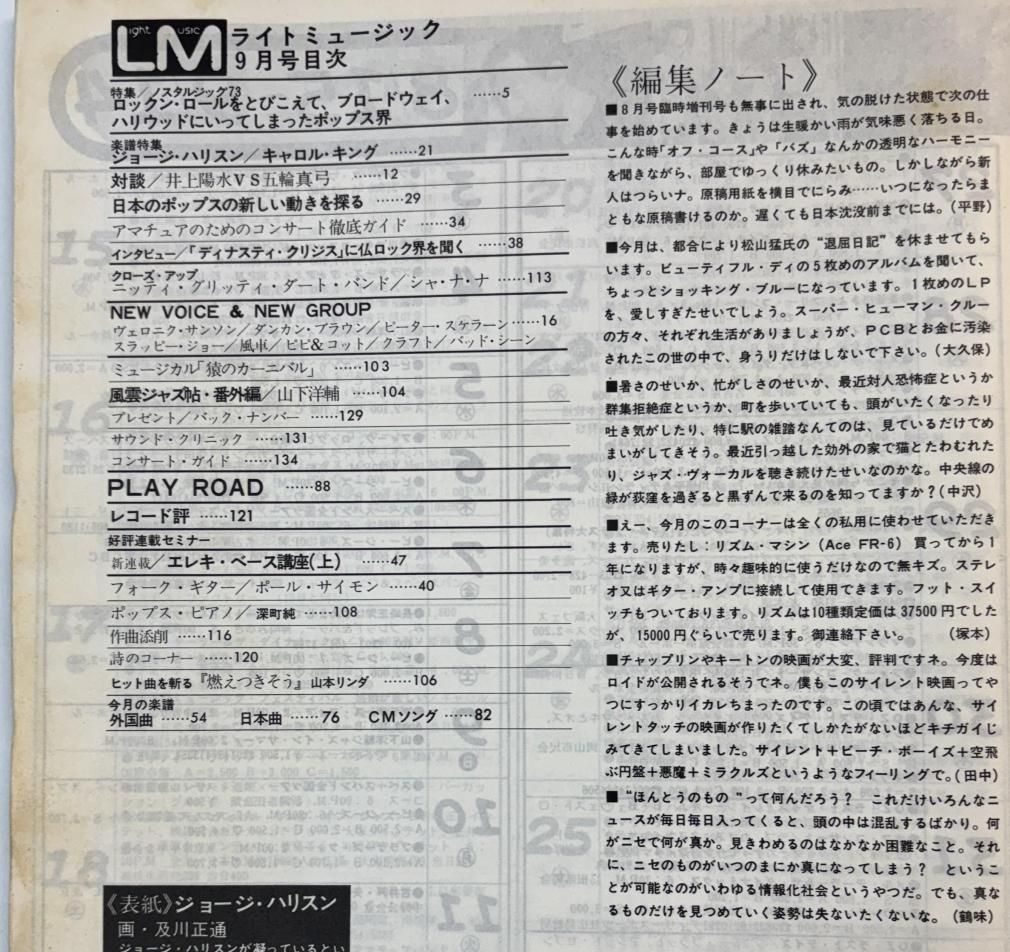 Light Music
LM ライトミュージック
9月号目次
特集/ノスタルジック73
ロックン・ロールをとびこえて、ブロードウェイ、 ……5
ハリウッドにいってしまったポップス界
楽譜特集
ジョージ・ハリスン/キャロル・キング ……21
対談/井上陽水VS五輪真弓 ……12
日本のポップスの新しい動きを探る ……29
アマチュアのためのコンサート徹底ガイド ……34
インタビュー/「ディナスティ・クリジス」に仏ロック界を聞く ……38
クローズ・アップ
ニッティ・グリッティ・ダート・バンド/シャ・ナ・ナ ……113
NEW VOICE & NEW GROUP
ヴェロニク・サンソン/ダンカン・ブラウン/ピーター・スケラーン……16
スラッピー・ジョー/風車/ピピ&コット/クラフト/バッド・シーン
ミュージカル「猿のカーニバル」 ……103
風雲ジャズ帖・番外編/山下洋輔 ……104
プレゼント/バック・ナンバー ……129
サウンド・クリニック ……131
コンサート・ガイド ……134
PLAY ROAD ……88
レコード評 ……121
好評連載セミナー
新連載/エレキ・ベース講座(上) ……47
フォーク・ギター/ポール・サイモン ……40
ポップス・ピアノ/深町純 ……108
作曲添削 ……116
詩のコーナー ……120
ヒット曲を斬る『燃えつきそう』山本リンダ ……106
今月の楽譜
外国曲 ……54 日本曲 ……76 CMソング ……82
《表紙》ジョージ・ハリスン
画・及川正通
ジョージ・ハリスンが凝っているとい
《編集ノート》
■8月号臨時増刊号も無事に出され、気の脱けた状態で次の仕
事を始めています。きょうは生暖かい雨が気味悪く落ちる日。
こんな時「オフ・コース」や「バズ」なんかの透明なハーモニー
を聞きながら、部屋でゆっくり休みたいもの。しかしながら新
人はつらいナ。原稿用紙を横目でにらみ……いつになったらま
ともな原稿書けるのか。遅くても日本沈没前までには。(平野)
■今月は、都合により松山猛氏の“退屈日記”を休ませてもら
います。ビューティフル・ディの5枚めのアルバムを聞いて、
ちょっとショッキング・ブルーになっています。1枚めのLP
を、愛しすぎたせいでしょう。スーパー・ヒューマン・クルー
の方々、それぞれ生活がありましょうが、PCBとお金に汚染
されたこの世の中で、身うりだけはしないで下さい。(大久保)
■暑さのせいか、忙がしさのせいか、最近対人恐怖症というか
群集拒絶症というか、町を歩いていても、頭がいたくなったり
吐き気がしたり、特に駅の雑踏なんてのは、見ているだけでめ
まいがしてきそう。最近引っ越した効外の家で猫とたわむれた
り、ジャズ・ヴォーカルを聴き続けたせいなのかな。中央線の
緑が荻窪を過ぎると黒ずんで来るのを知ってますか?(中沢)
■えー、今月のこのコーナーは全くの私用に使わせていただき
ます。売りたし:リズム・マシン(Ace FR-6)買ってから1
年になりますが、時々趣味的に使うだけなので無キズ。ステレ
オ又はギター・アンプに接続して使用できます。フット・スイ
ッチもついております。リズムは10種類定価は37500円でした
が、15000円ぐらいで売ります。御連絡下さい。 (塚本)
■チャップリンやキートンの映画が大変、評判ですネ。今度は
ロイドが公開されるそうでネ。僕もこのサイレント映画ってや
つにすっかりイカレちまったのです。この頃ではあんな、サイ
レントタッチの映画が作りたくてしかたがないほどキチガイじ
みてきてしまいました。サイレント+ビーチ・ボーイズ+空飛
ぶ円盤+悪魔+ミラクルズというようなフィーリングで。(田中)
■“ほんとうのもの”って何んだろう? これだけいろんなニ
ュースが毎日毎日入ってくると、頭の中は混乱するばかり。何
がニセで何が真か。見きわめるのはなかなか困難なこと。それ
に、ニセのものがいつのまにか真になってしまう? というこ
とが可能なのがいわゆる情報化社会というやつだ。でも、真な
るものだけを見つめていく姿勢は失ないたくないな。(鶴味)